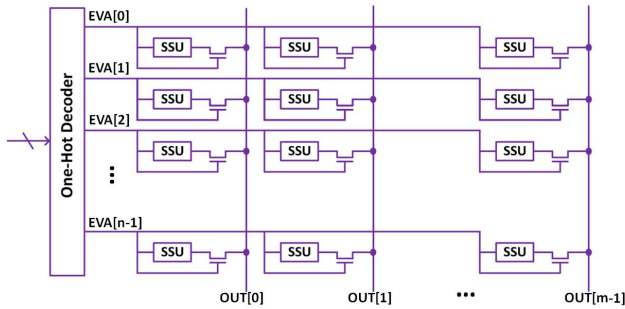 EVA[0]
SSU SSU SSU
EVA[1]
SSU SSU SSU
EVA[2]
SSU SSU SSU
One-Hot Decoder
...
EVA[n-1]
SSU SSU SSU
OUT[0] OUT[1] ... OUT[m-1]